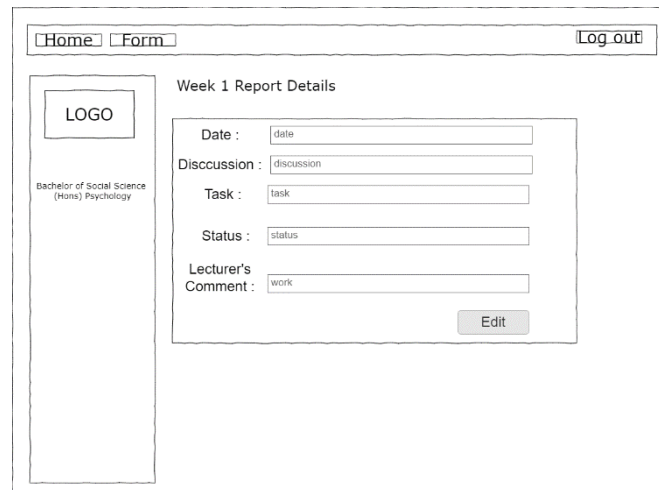 Home Form Log out
LOGO
Bachelor of Social Science
(Hons) Psychology
Week 1 Report Details
Date : date
Disccussion : discussion
Task : task
Status : status
Lecturer's
Comment : work
Edit